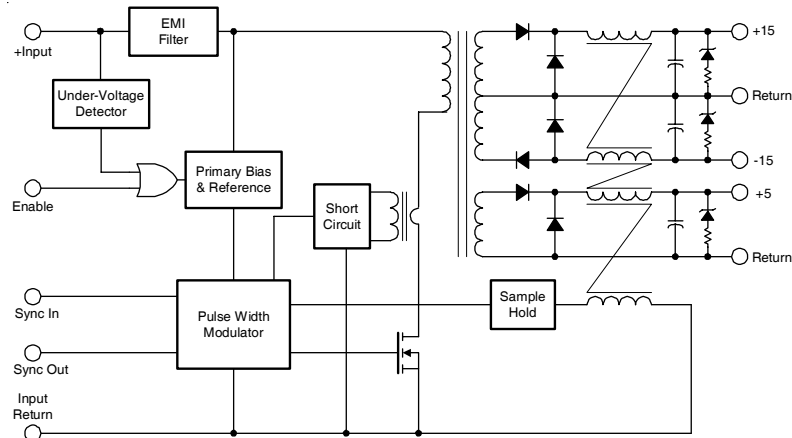 EMI
Filter
+15
+Input
Under-Voltage
Detector
Return
Primary Bias
& Reference
-15
Enable
Short
Circuit
+5
Return
Sync In
Pulse Width
Modulator
Sample
Hold
Sync Out
Input
Return